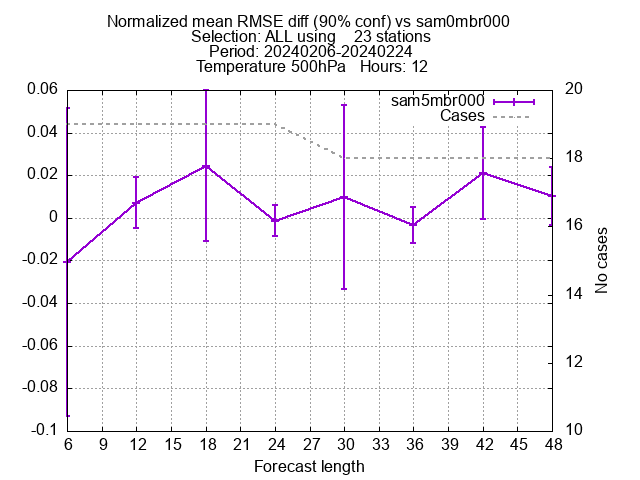 Normalized mean RMSE diff (90% conf) vs sam0mbr000
Selection: ALL using    23 stations
Period: 20240206-20240224
Temperature 500hPa   Hours: 12
sam5mbr000
Cases
0.06
0.04
0.02
0
-0.02
-0.04
-0.06
-0.08
-0.1
20
18
16
14
12
10
No cases
6 9 12 15 18 21 24 27 30 33 36 39 42 45 48
Forecast length